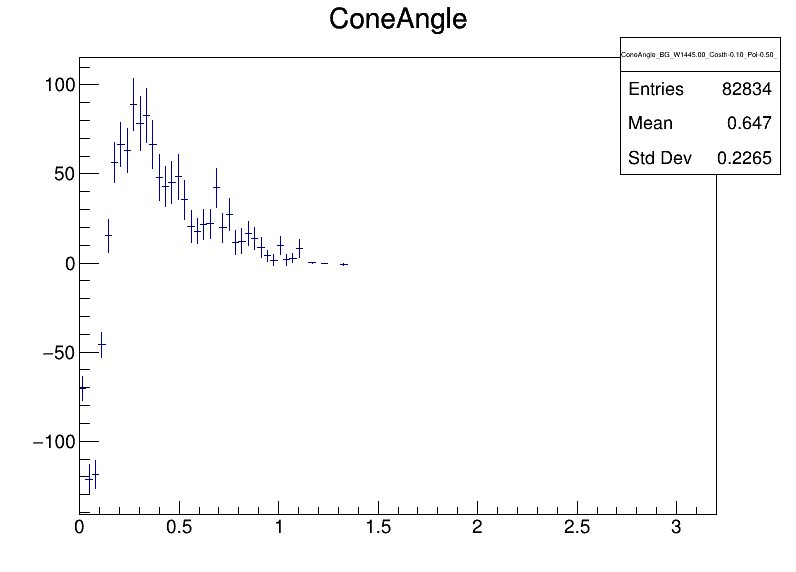 ConeAngle
ConeAngle_BG_W1445.00_Costh-0.10_Pol-0.50_
Entries 82834
Mean 0.647
Std Dev 0.2265
100
50
0
−50
−100
0 0.5 1 1.5 2 2.5 3